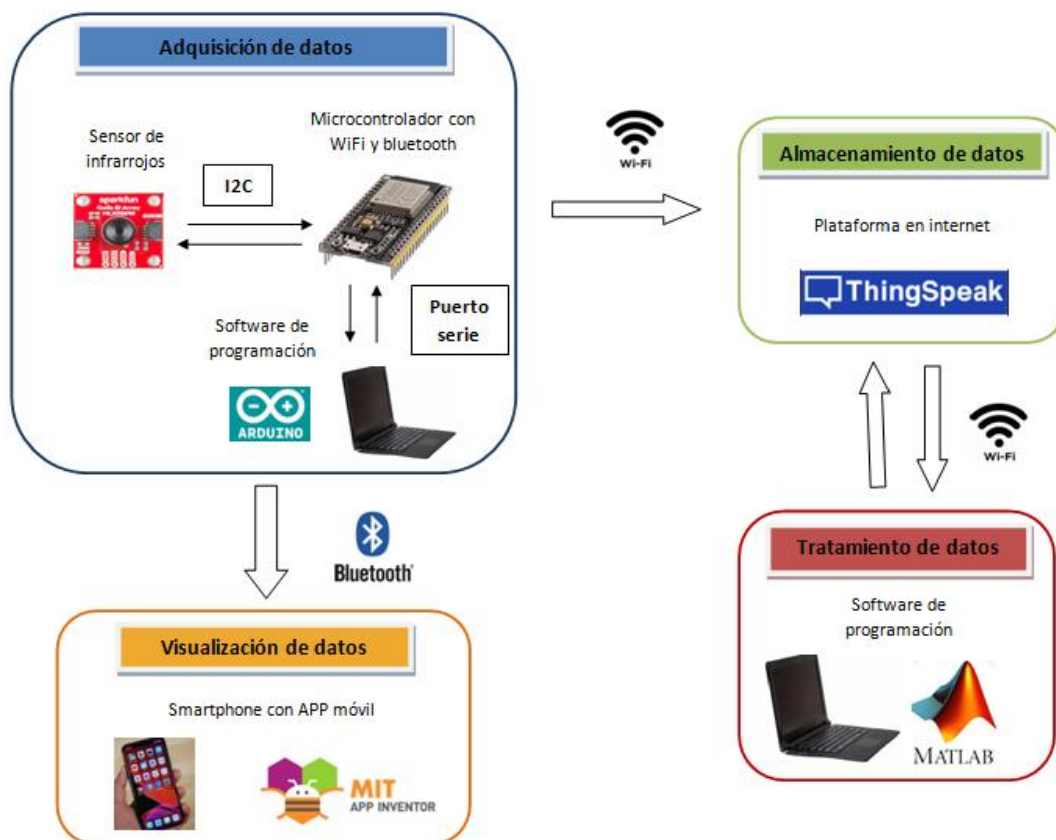 Adquisición de datos
Sensor de
infrarrojos
Microcontrolador con
WiFi y bluetooth
I2C
sparkfun
Puerto
serie
Software de
programación
ARDUINO
Wi-Fi
Almacenamiento de datos
Plataforma en internet
ThingSpeak
Wi-Fi
Tratamiento de datos
Software de
programación
MATLAB
Bluetooth
Visualización de datos
Smartphone con APP móvil
MIT
APP INVENTOR